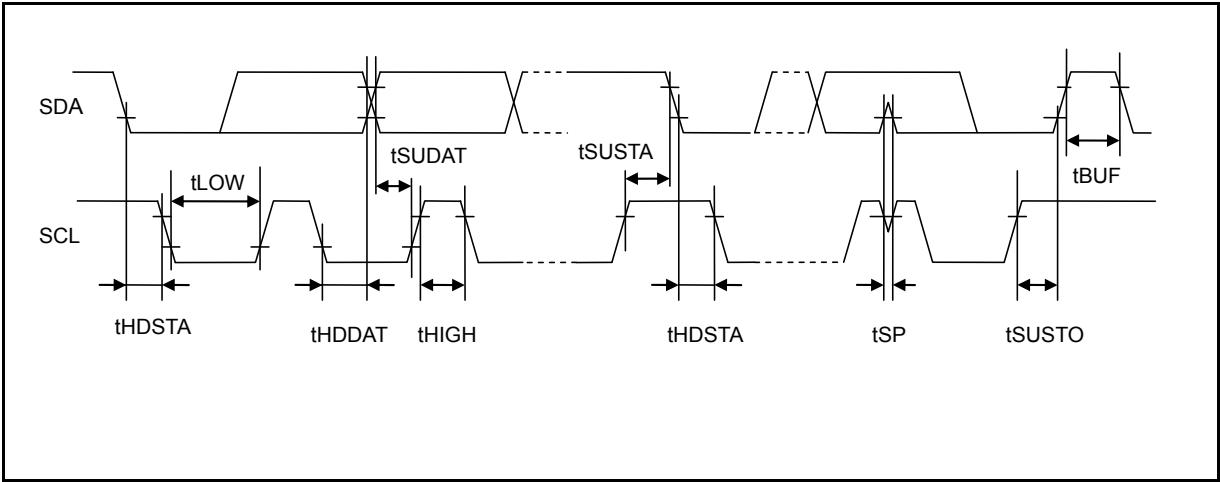 SDA
tSUDAT
tSUSTA
tBUF
tLOW
SCL
tHDSTA
tHDDAT
tHIGH
tHDSTA
tSP
tSUSTO